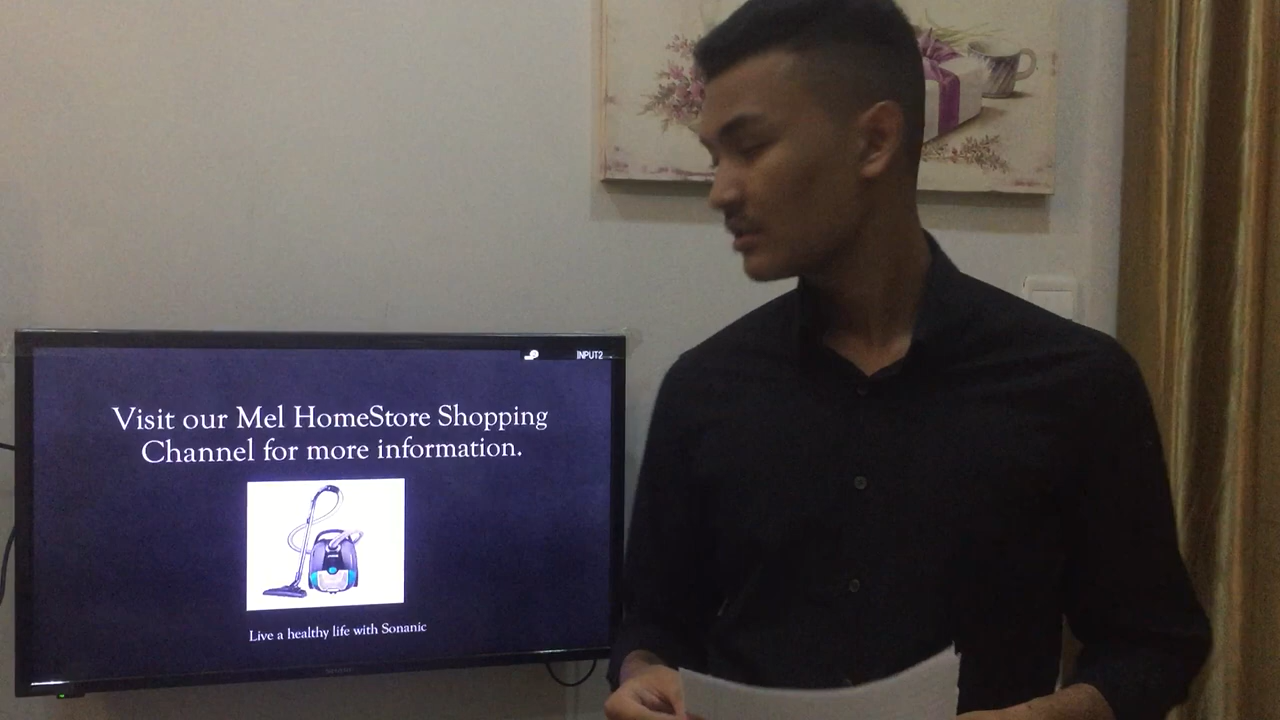 INPUT2
Visit our Mel HomeStore Shopping
Channel for more information.
Live a healthy life with Sonanic